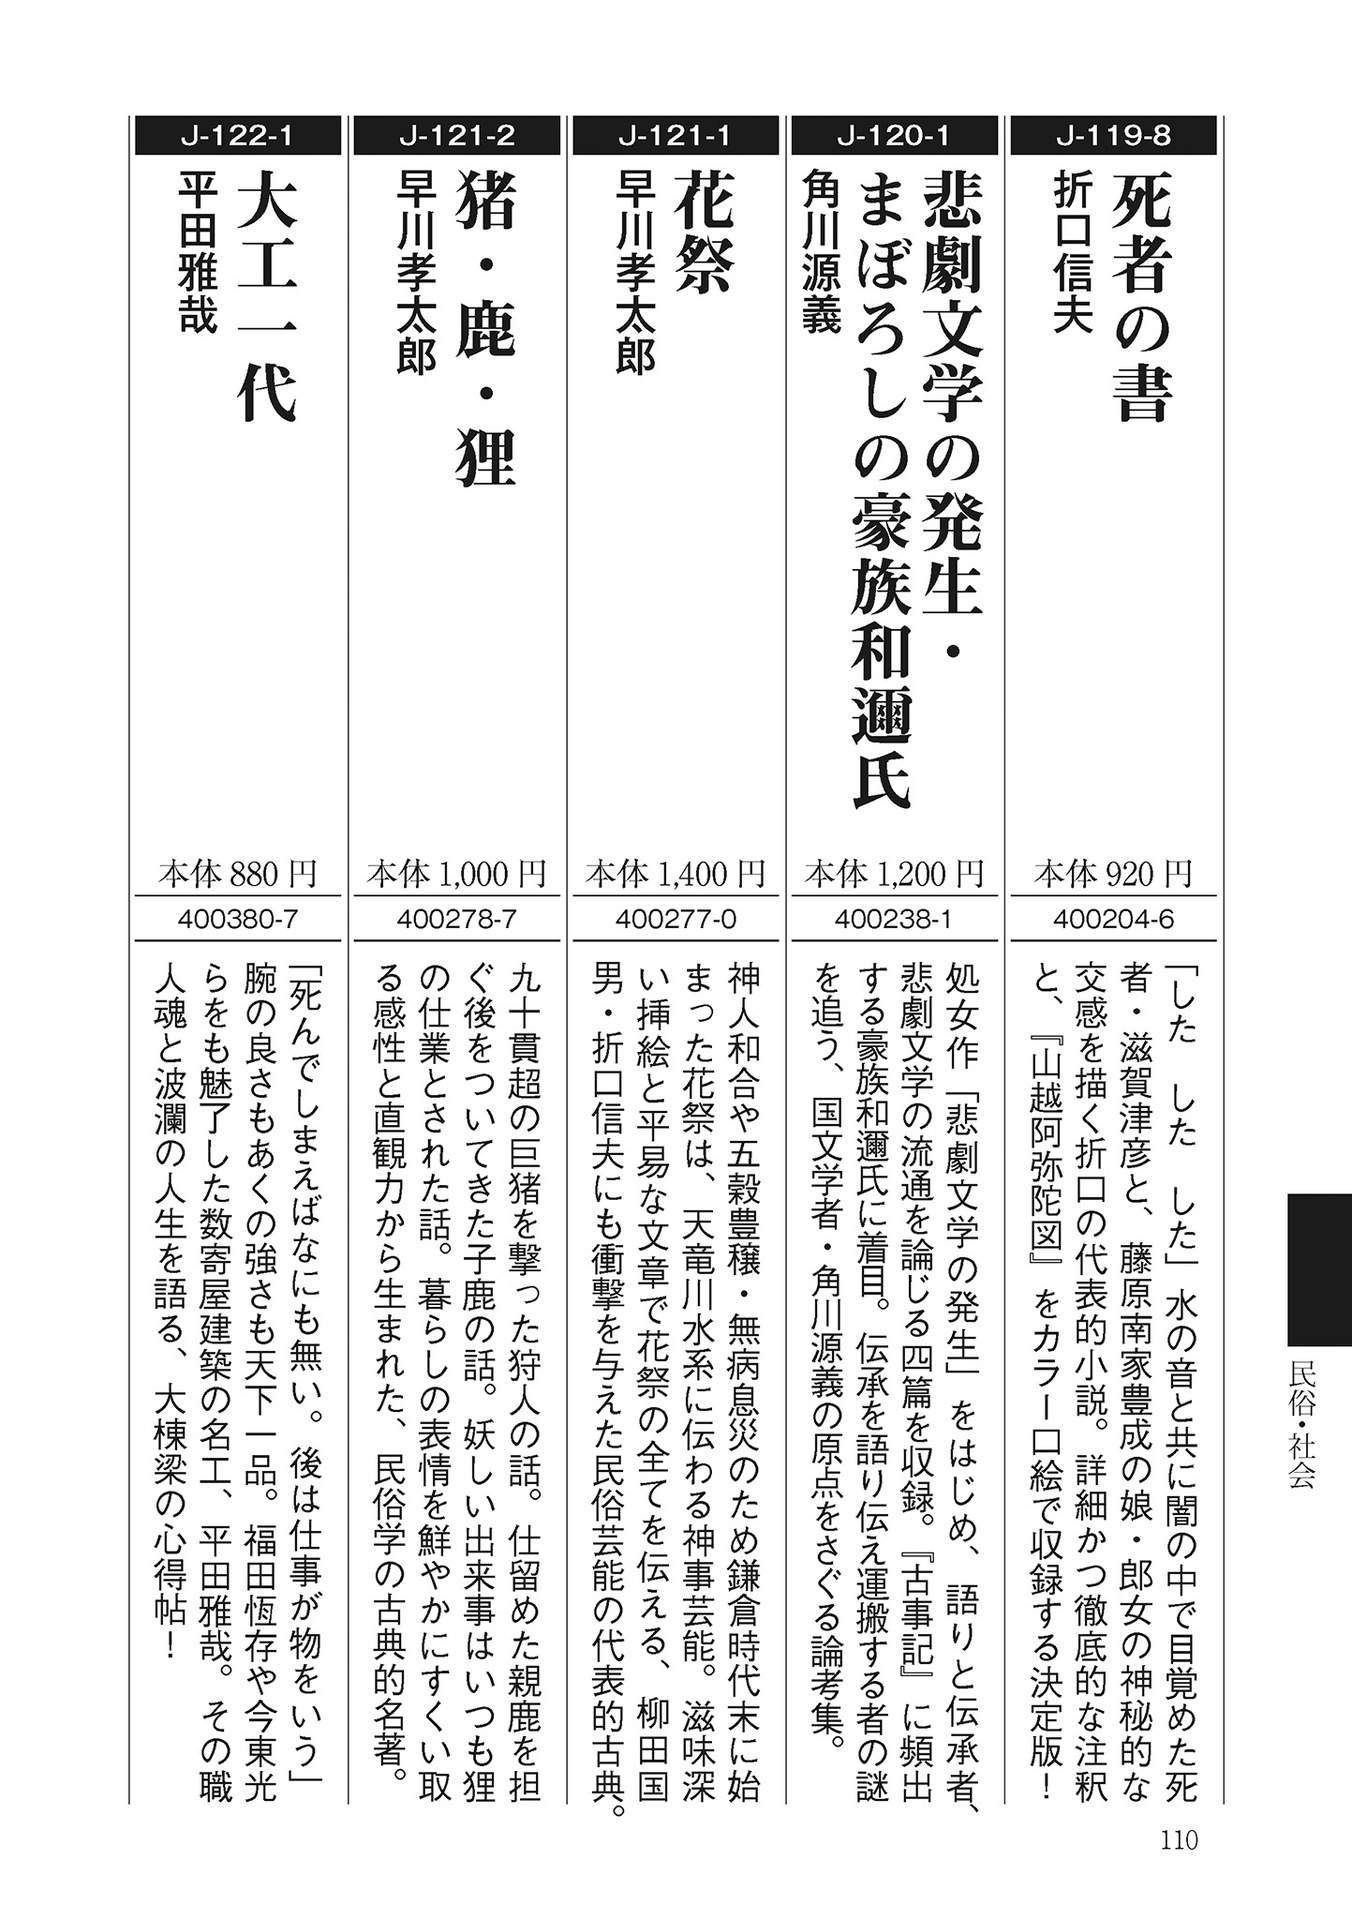 J-119-8
死者の書
折口信夫
本体 920 円
400204-6
「した　した　した」水の音と共に闇の中で目覚めた死
者・滋賀津彦と、藤原南家豊成の娘・郎女の神秘的な
交感を描く折口の代表的小説。詳細かつ徹底的な注釈
と、『山越阿弥陀図』をカラー口絵で収録する決定版！
J-120-1
悲劇文学の発生・
まぼろしの豪族和邇氏
角川源義
本体 1,200 円
400238-1
処女作「悲劇文学の発生」をはじめ、語りと伝承者、
悲劇文学の流通を論じる四篇を収録。『古事記』に頻出
する豪族和邇氏に着目。伝承を語り伝え運搬する者の謎
を追う、国文学者・角川源義の原点をさぐる論考集。
J-121-1
花祭
早川孝太郎
本体 1,400 円
400277-0
神人和合や五穀豊穣・無病息災のため鎌倉時代末に始
まった花祭は、天竜川水系に伝わる神事芸能。滋味深
い挿絵と平易な文章で花祭の全てを伝える、柳田国
男・折口信夫にも衝撃を与えた民俗芸能の代表的古典。
J-121-2
猪・鹿・狸
早川孝太郎
本体 1,000 円
400278-7
九十貫超の巨猪を撃った狩人の話。仕留めた親鹿を担
ぐ後をついてきた子鹿の話。妖しい出来事はいつも狸
の仕業とされた話。暮らしの表情を鮮やかにすくい取
る感性と直観力から生まれた、民俗学の古典的名著。
J-122-1
大工一代
平田雅哉
本体 880 円
400380-7
「死んでしまえばなにも無い。後は仕事が物をいう」
腕の良さもあくの強さも天下一品。福田恆存や今東光
らをも魅了した数寄屋建築の名工、平田雅哉。その職
人魂と波瀾の人生を語る、大棟梁の心得帖！
民俗・社会
110